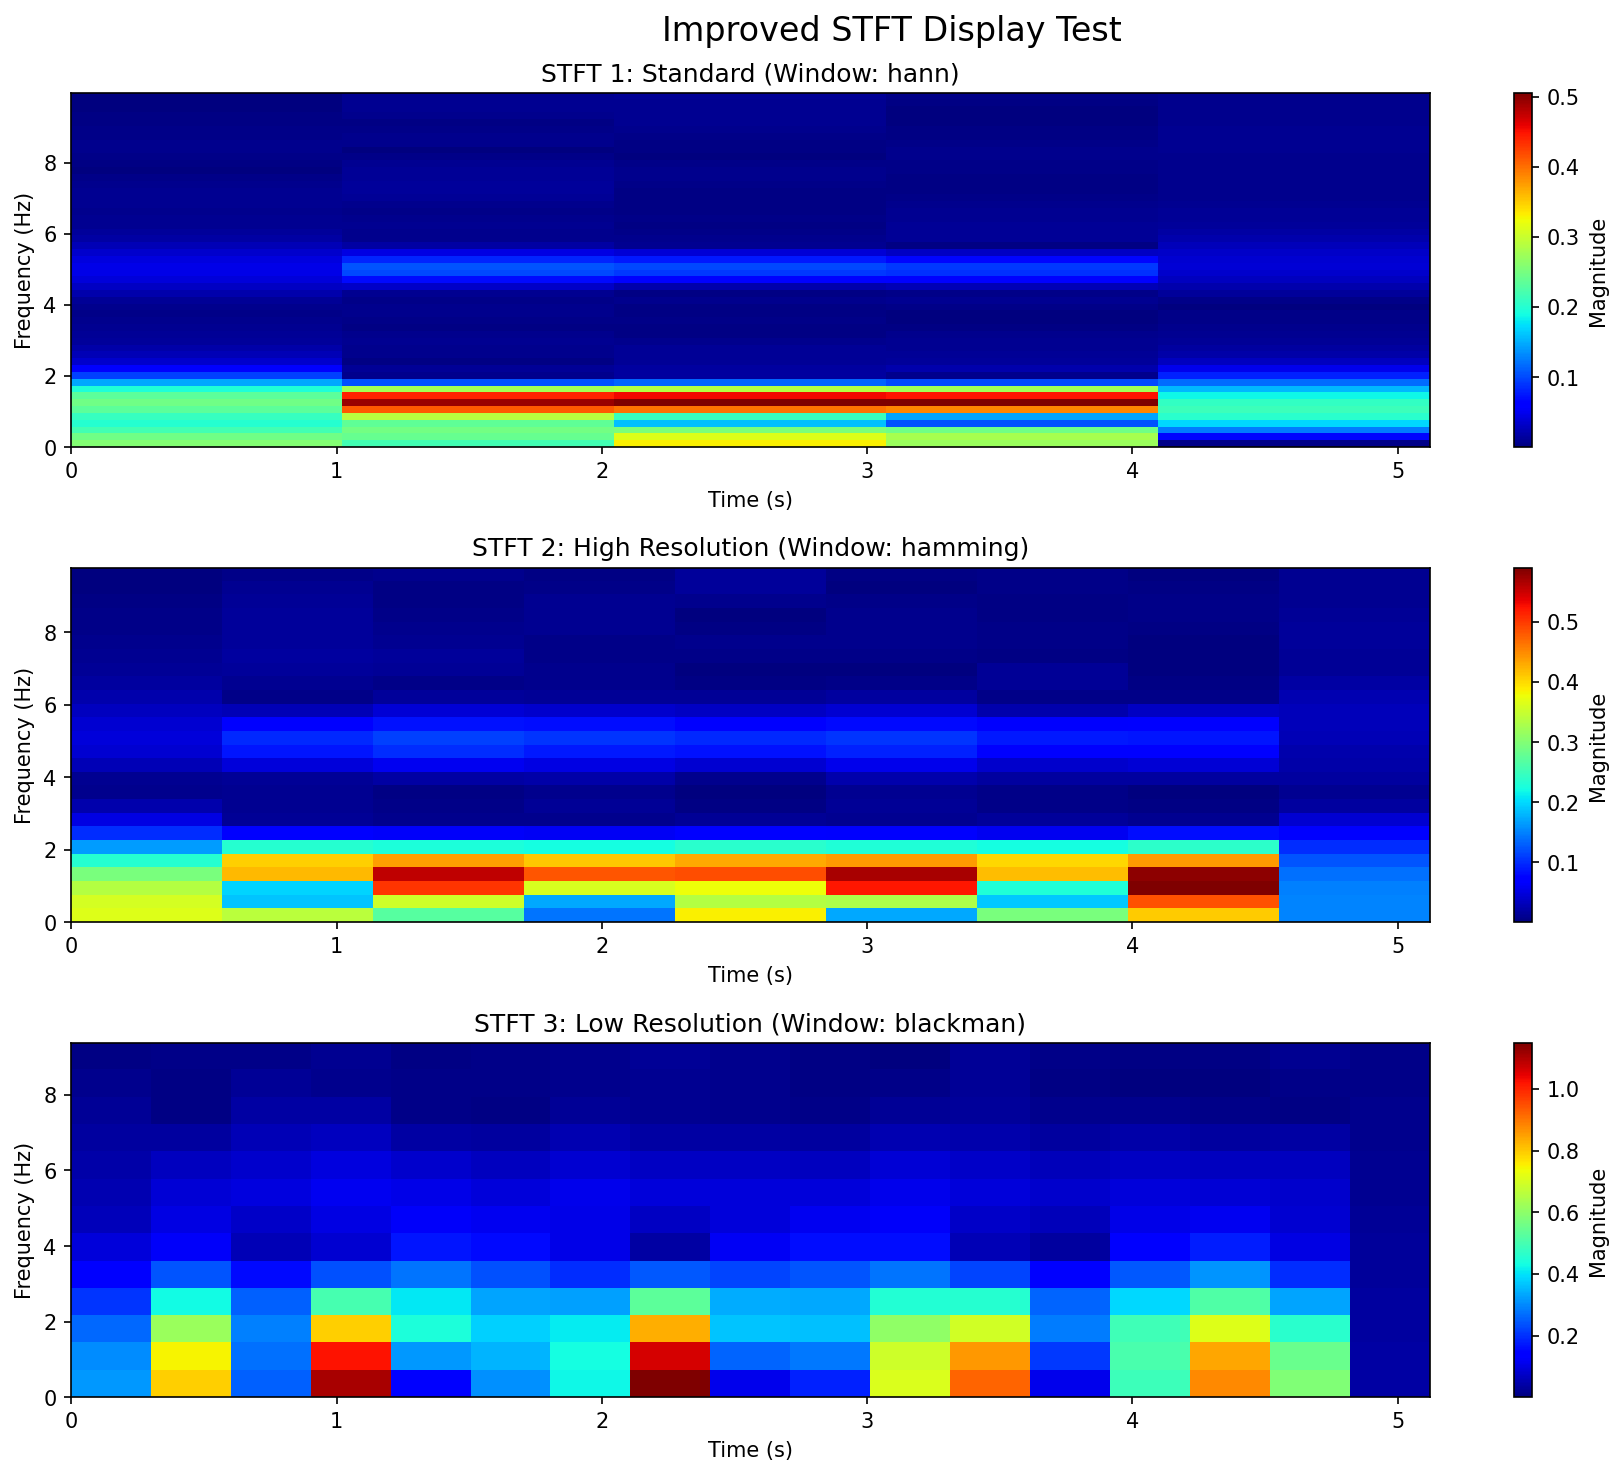 Improved STFT Display Test
STFT 1: Standard (Window: hann)
Frequency (Hz)
8
6
4
2
0
0 1 2 3 4 5
Time (s)
0.5
0.4
0.3
0.2
0.1
Magnitude
STFT 2: High Resolution (Window: hamming)
Frequency (Hz)
8
6
4
2
0
0 1 2 3 4 5
Time (s)
0.5
0.4
0.3
0.2
0.1
Magnitude
STFT 3: Low Resolution (Window: blackman)
Frequency (Hz)
8
6
4
2
0
0 1 2 3 4 5
Time (s)
1.0
0.8
0.6
0.4
0.2
Magnitude